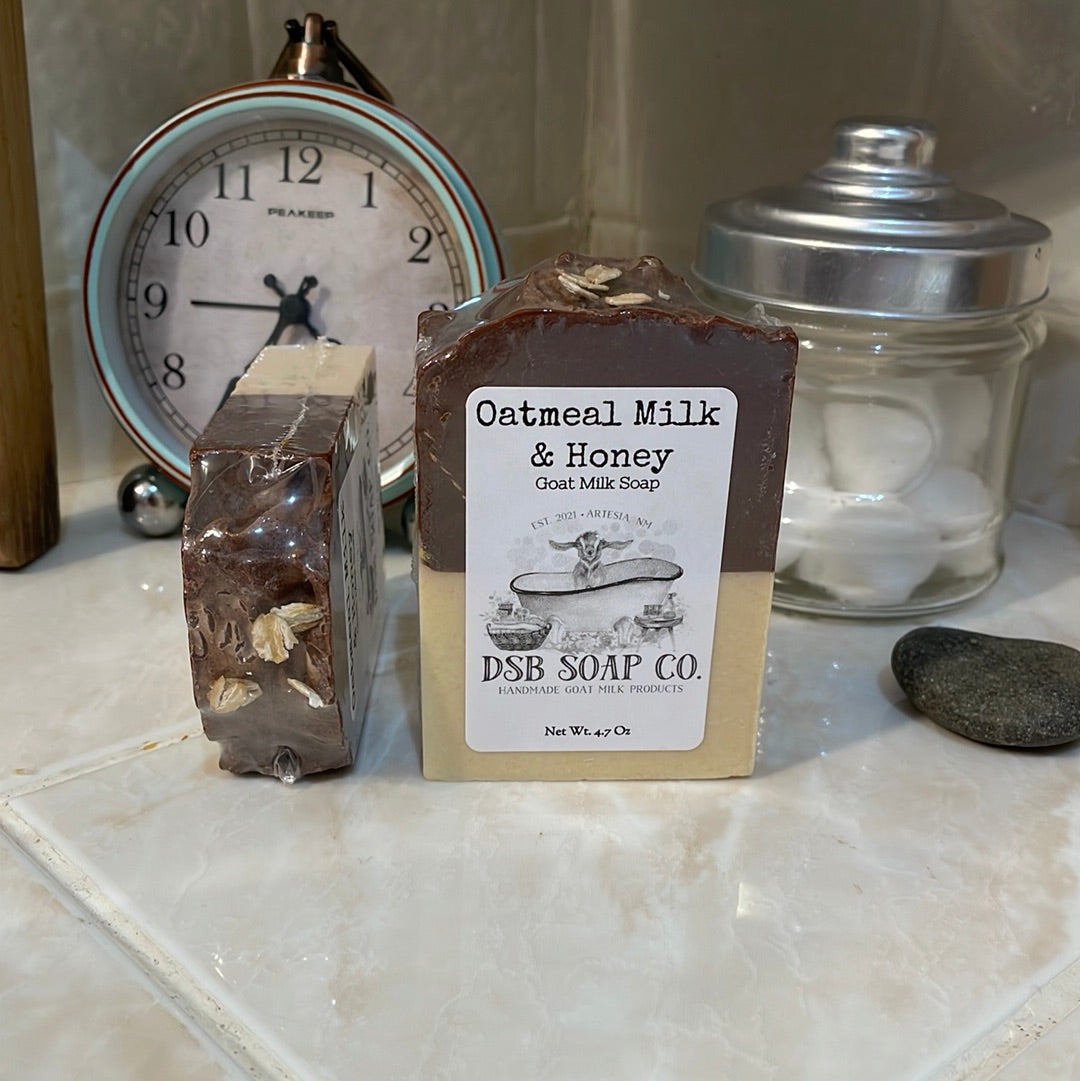 12
11
1
PEAKEEP
10
2
9
8
Oatmeal Milk
& Honey
Goat Milk Soap
EST. 2021 • ARTESIA, NM
DSB SOAP CO.
HANDMADE GOAT MILK PRODUCTS
Net Wt. 4.7 Oz